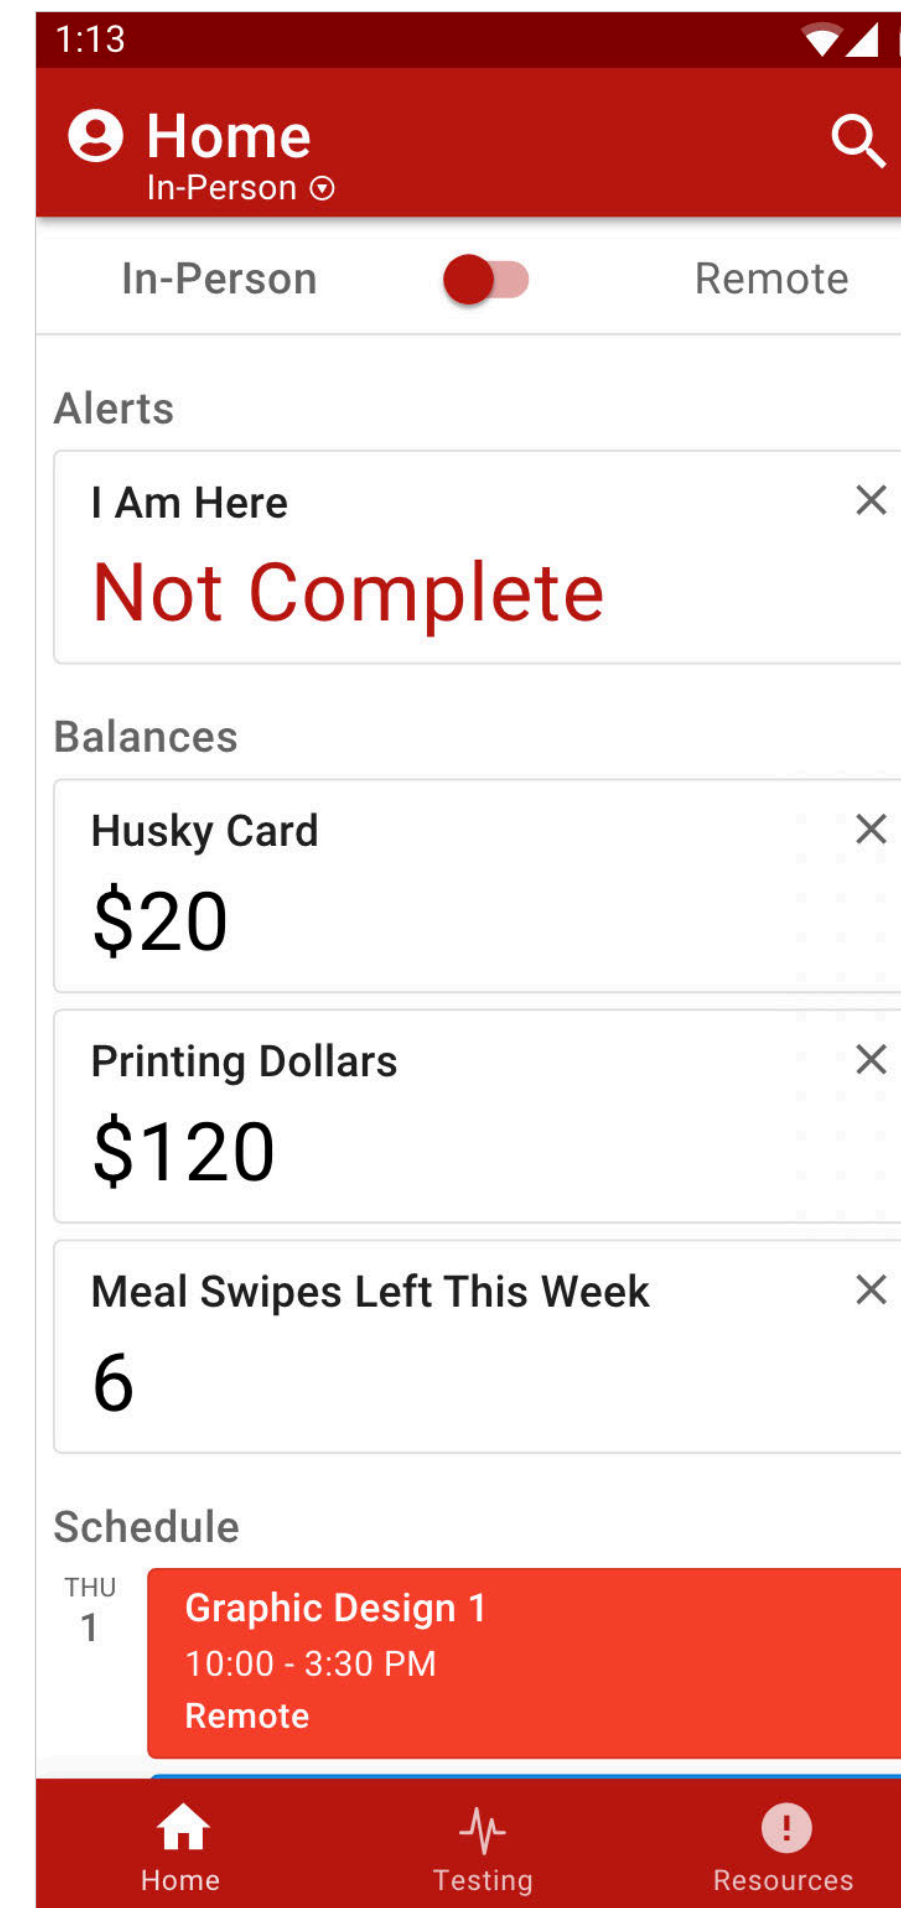 1:13
Home
In-Person
In-Person
Remote
Alerts
I Am Here
Not Complete
Balances
Husky Card
$20
Printing Dollars
$120
Meal Swipes Left This Week
6
Schedule
THU
1
Graphic Design 1
10:00 - 3:30 PM
Remote
Home
Testing
Resources